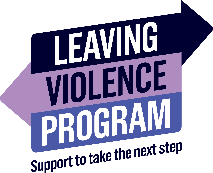 LEAVING
VIOLENCE
PROGRAM
Support to take the next step